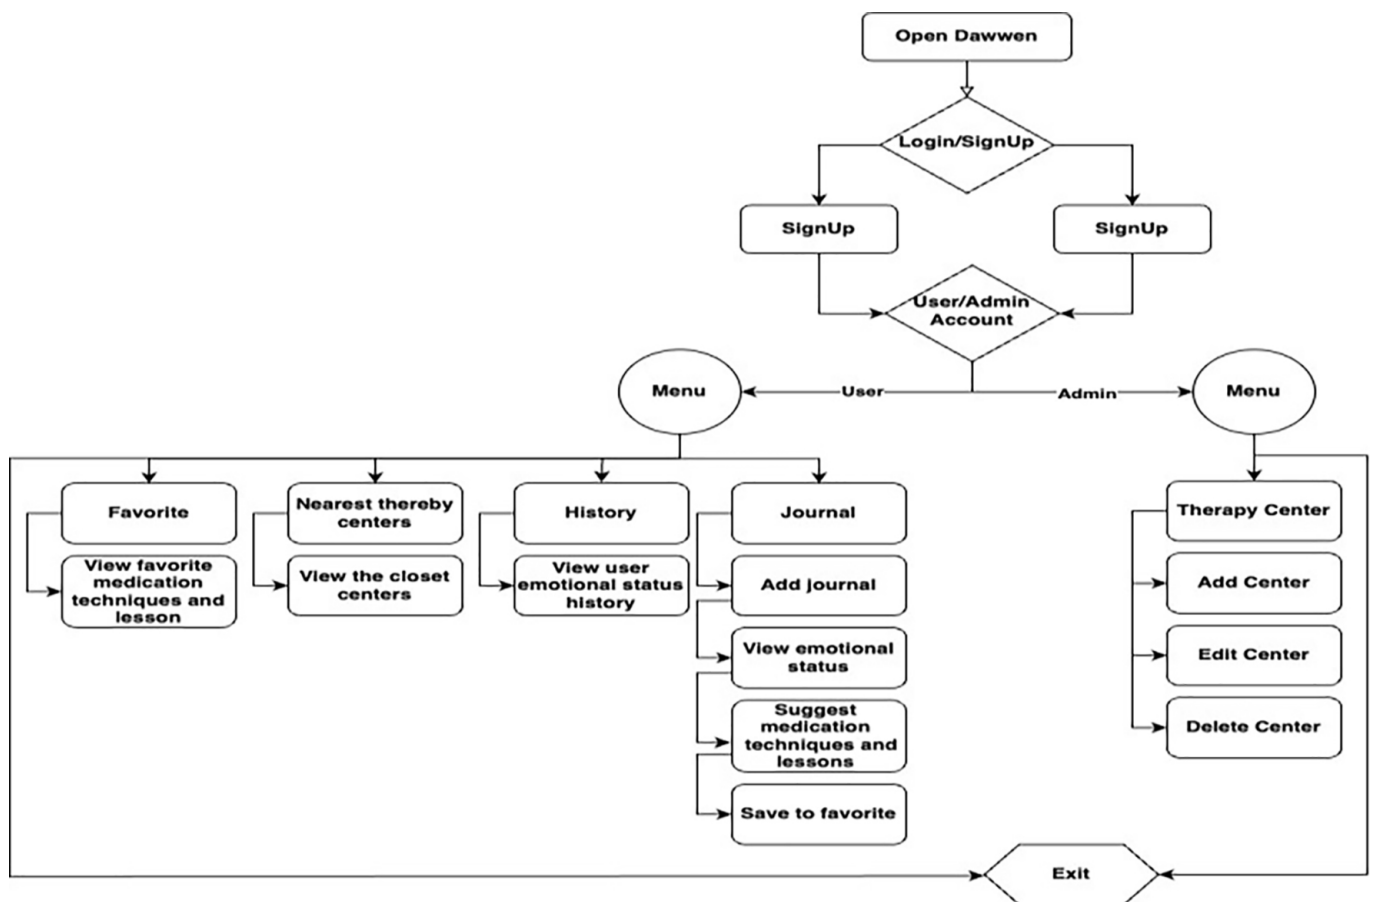 Open Dawwen
Login/SignUp
SignUp
SignUp
User/Admin
Account
Menu
User
Admin
Menu
Favorite
View favorite
medication
techniques and
lesson
Nearest thereby
centers
View the closet
centers
History
View user
emotional status
history
Journal
Add journal
View emotional
status
Suggest
medication
techniques and
lessons
Save to favorite
Therapy Center
Add Center
Edit Center
Delete Center
Exit